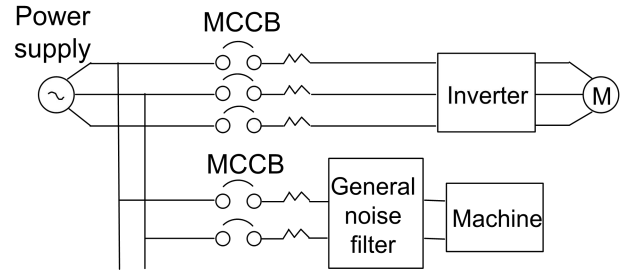 Power
supply
MCCB
Inverter
M
MCCB
General
noise
filter
Machine